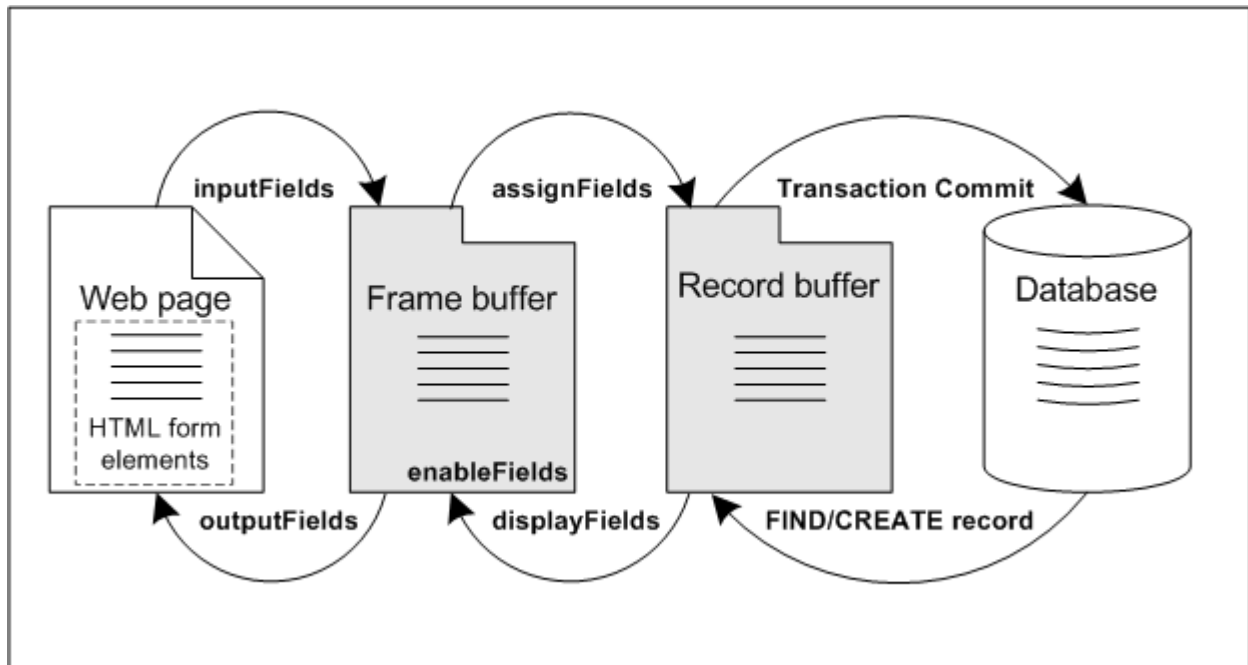 inputFields
assignFields
Transaction Commit
Web page
Frame buffer
Record buffer
Database
HTML form
elements
enableFields
outputFields
displayFields
FIND/CREATE record